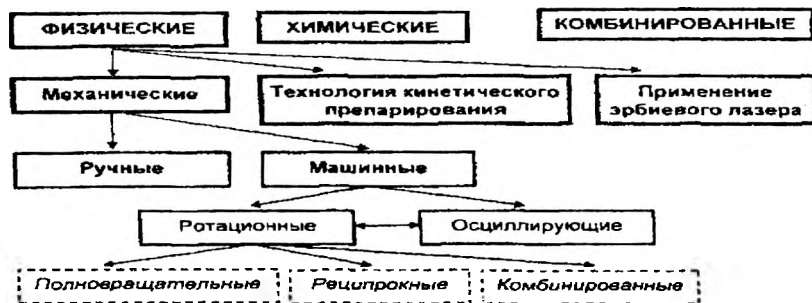 ФИЗИЧЕСКИЕ ХИМИЧЕСКИЕ КОМБИНИРОВАННЫЕ
Механические
Технология кинетического
препарирования
Применение
эрбиевого лазера
Ручные Машинные
Ротационные Осциллирующие
Полновращательные Реципрокные Комбинированные